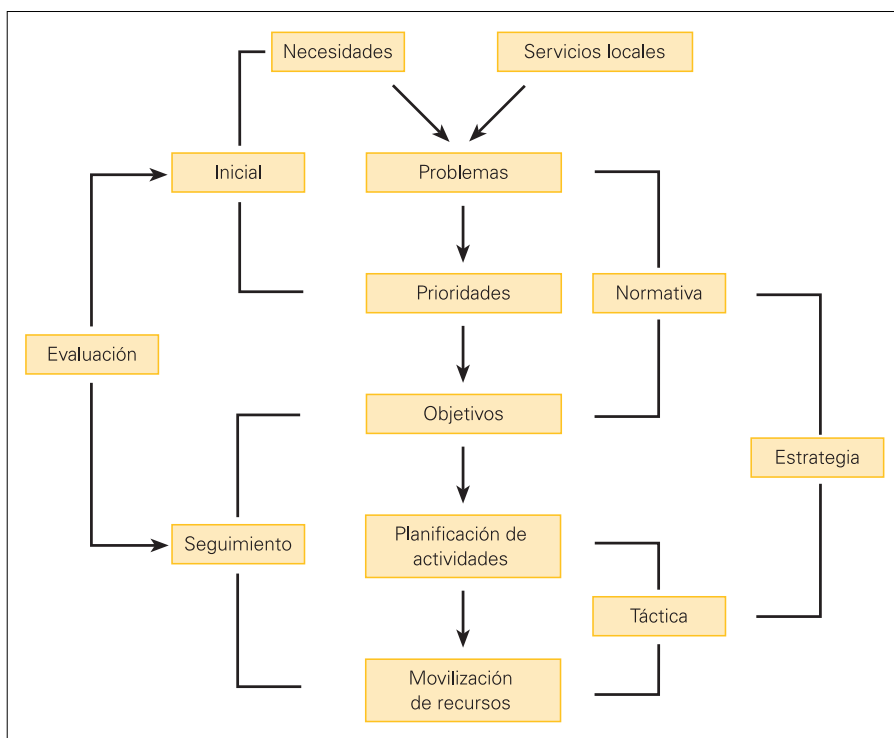 Necesidades
Servicios locales
Inicial
Problemas
Prioridades
Normativa
Evaluación
Objetivos
Estrategia
Seguimiento
Planificación de
actividades
Táctica
Movilización
de recursos